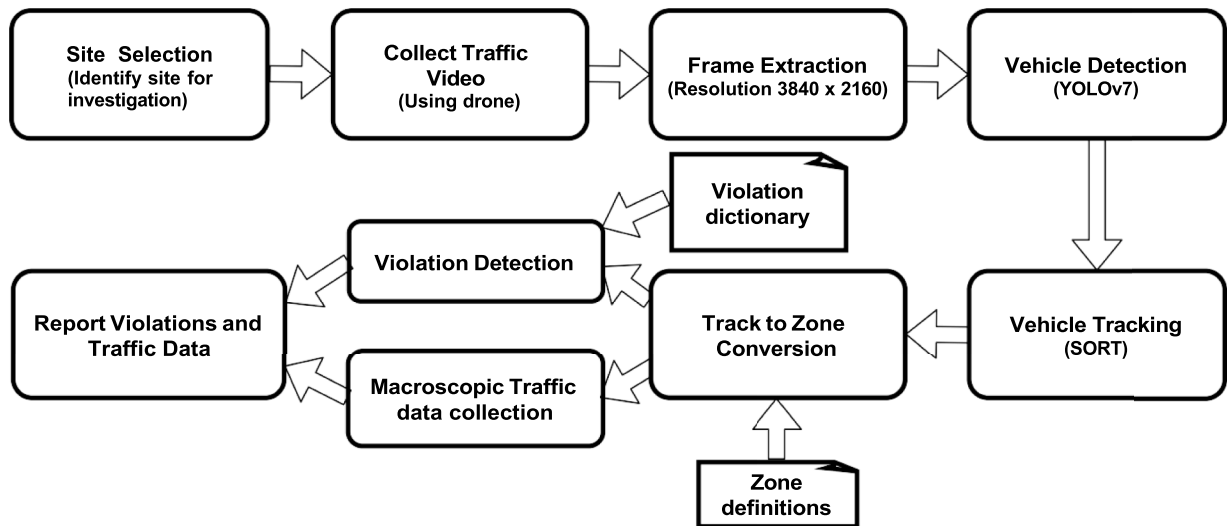 Site Selection
(Identify site for
investigation)
Collect Traffic
Video
(Using drone)
Frame Extraction
(Resolution 3840 x 2160)
Vehicle Detection
(YOLOv7)
Violation
dictionary
Violation Detection
Report Violations and
Traffic Data
Track to Zone
Conversion
Vehicle Tracking
(SORT)
Macroscopic Traffic
data collection
Zone
definitions